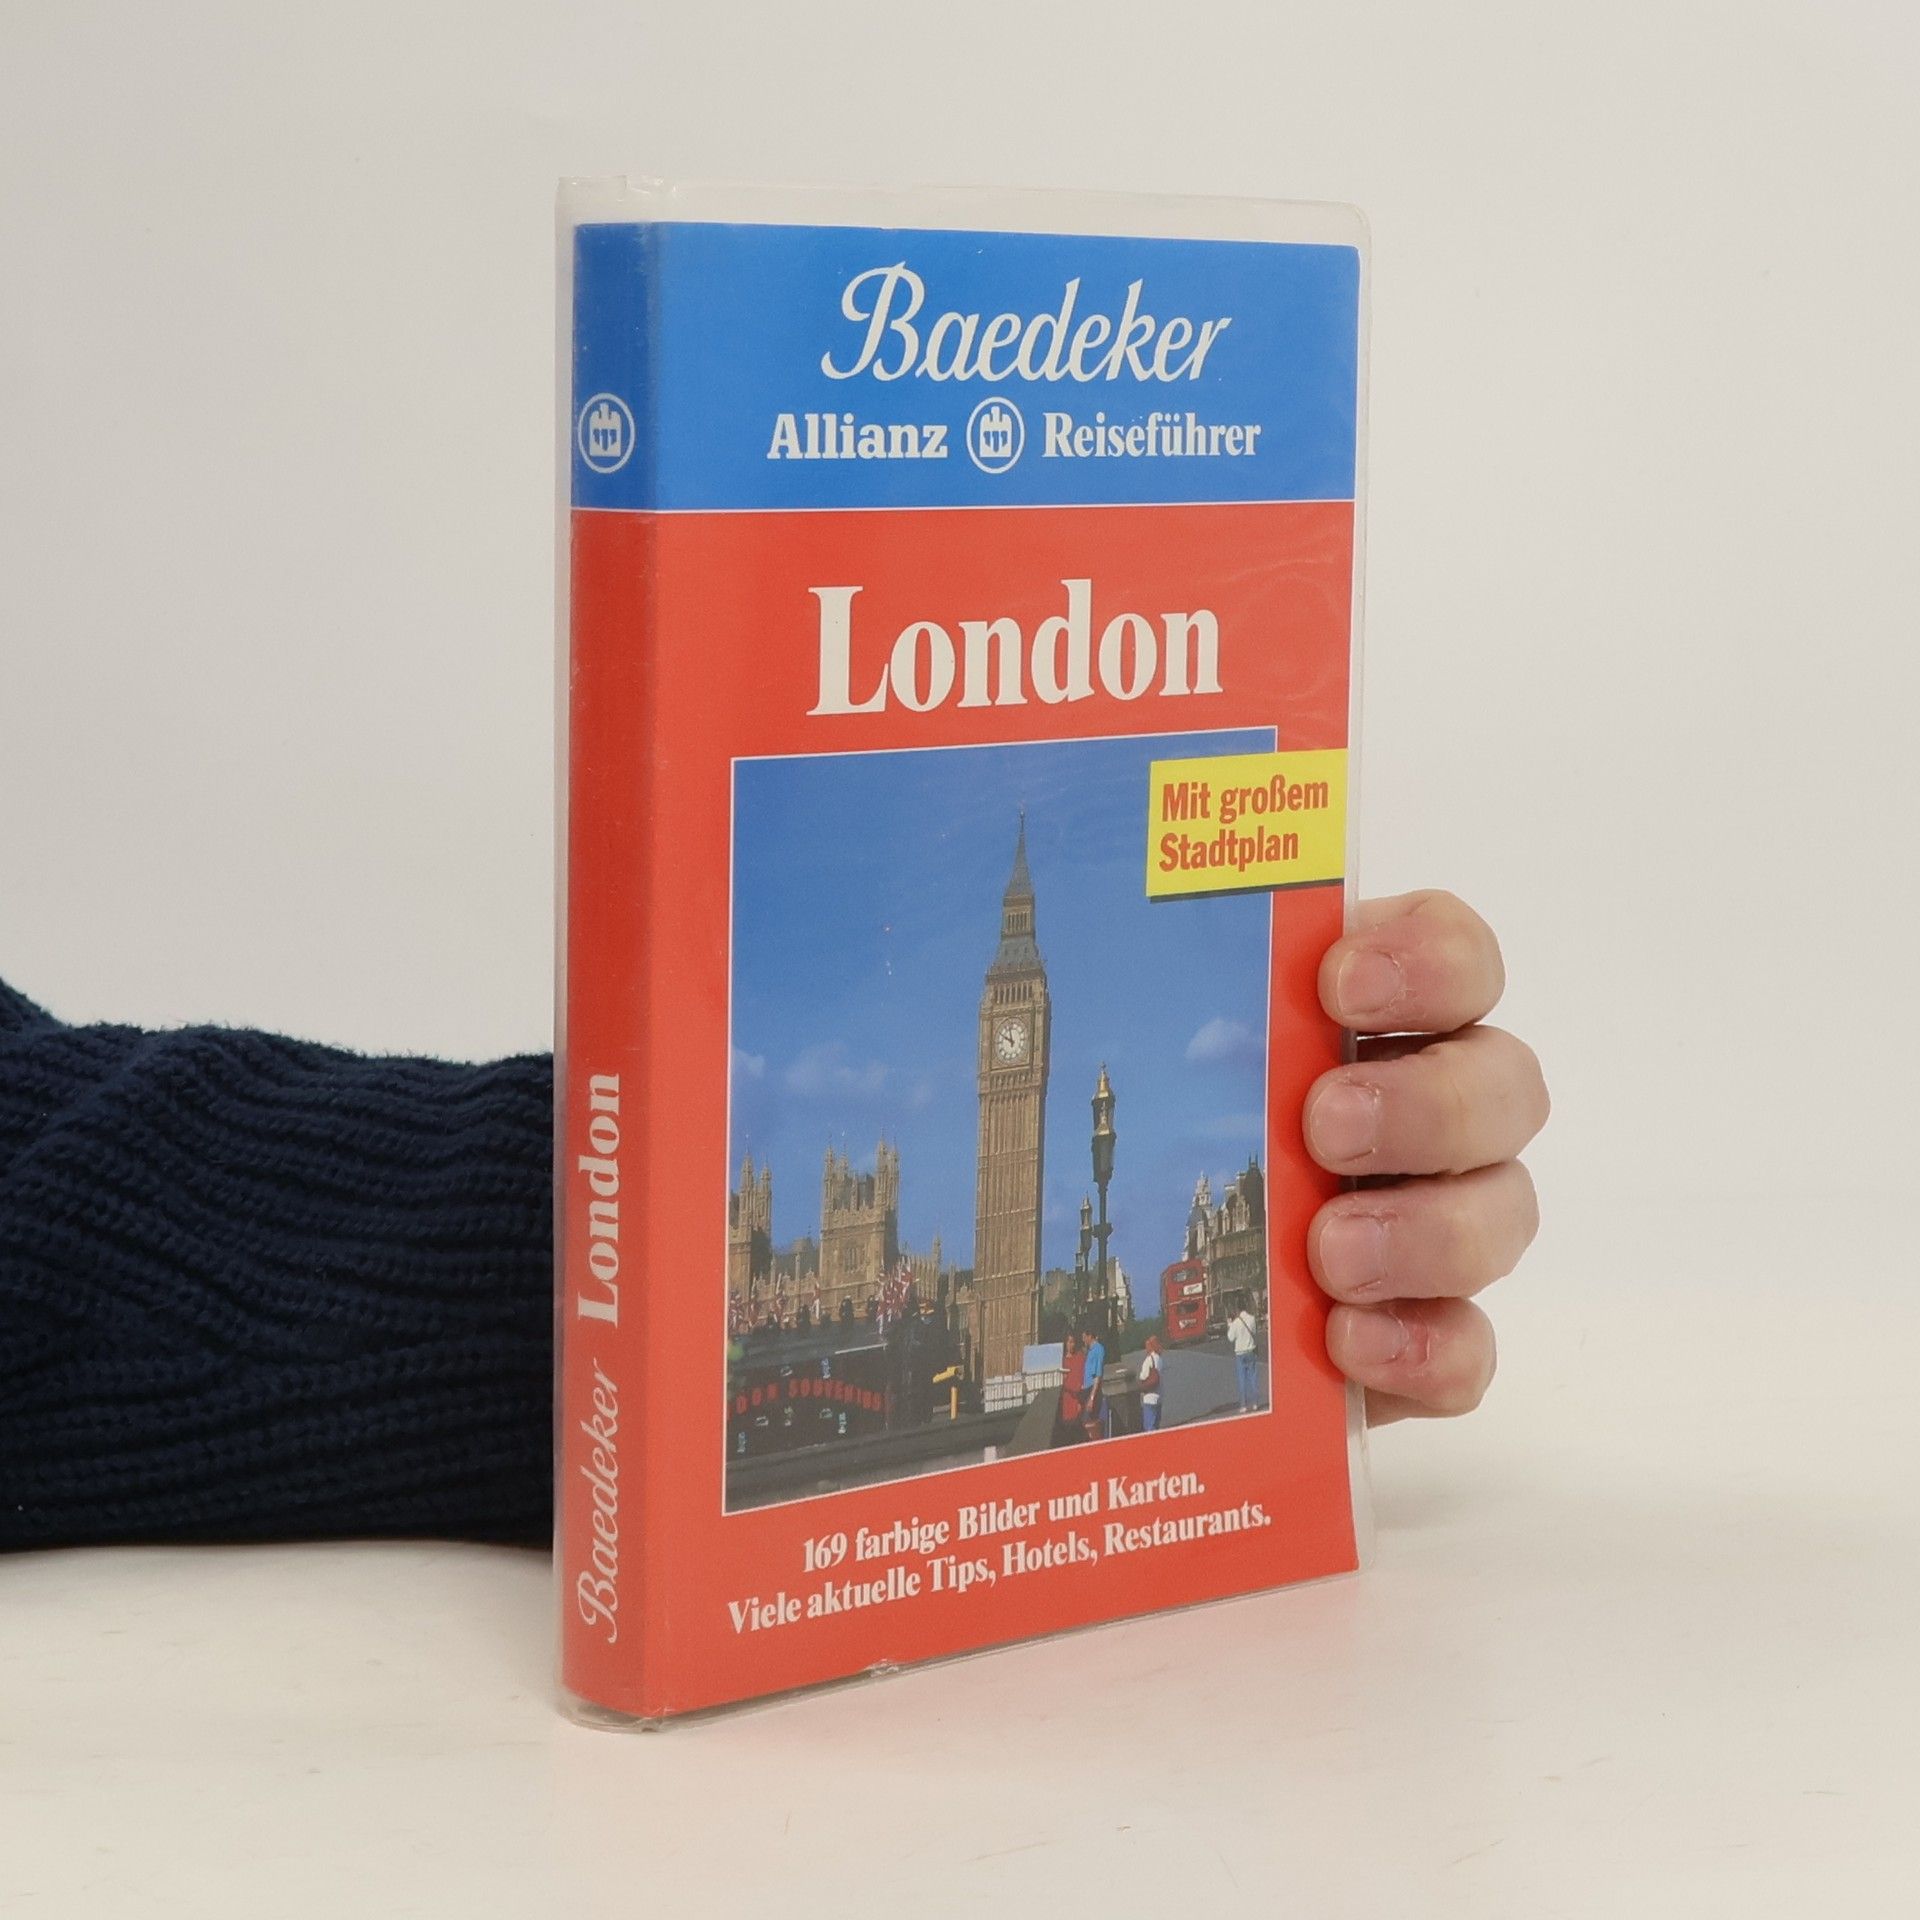 Baedeker
Allianz Reiseführer
London
Mit großem
Stadtplan
169 farbige Bilder und Karten.
Viele aktuelle Tips, Hotels, Restaurants.
Baedeker London